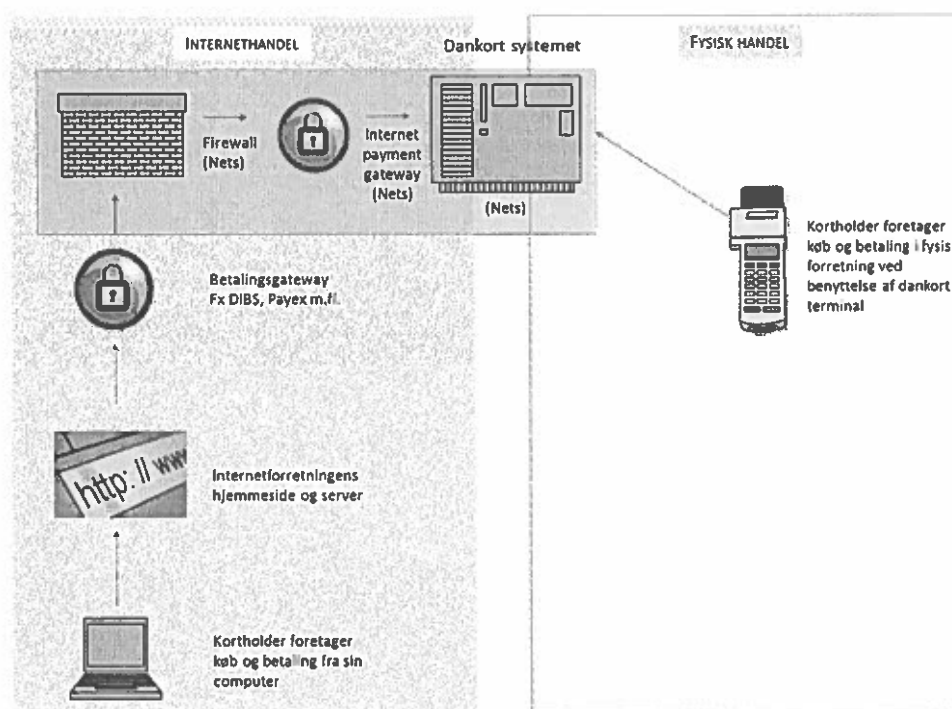 INTERNETHANDEL
Dankort systemet
FYSISK HANDEL
Firewall
(Nets)
Internet
payment
gateway
(Nets)
(Nets)
Kortholder foretager
køb og betaling i fysis
forretning ved
benyttelse af dankort
terminal
Betalingsgateway
Fx DIBS, Payex m.fl.
http: // ww
Internetforretningens
hjemmeside og server
Kortholder foretager
køb og betaling fra sin
computer